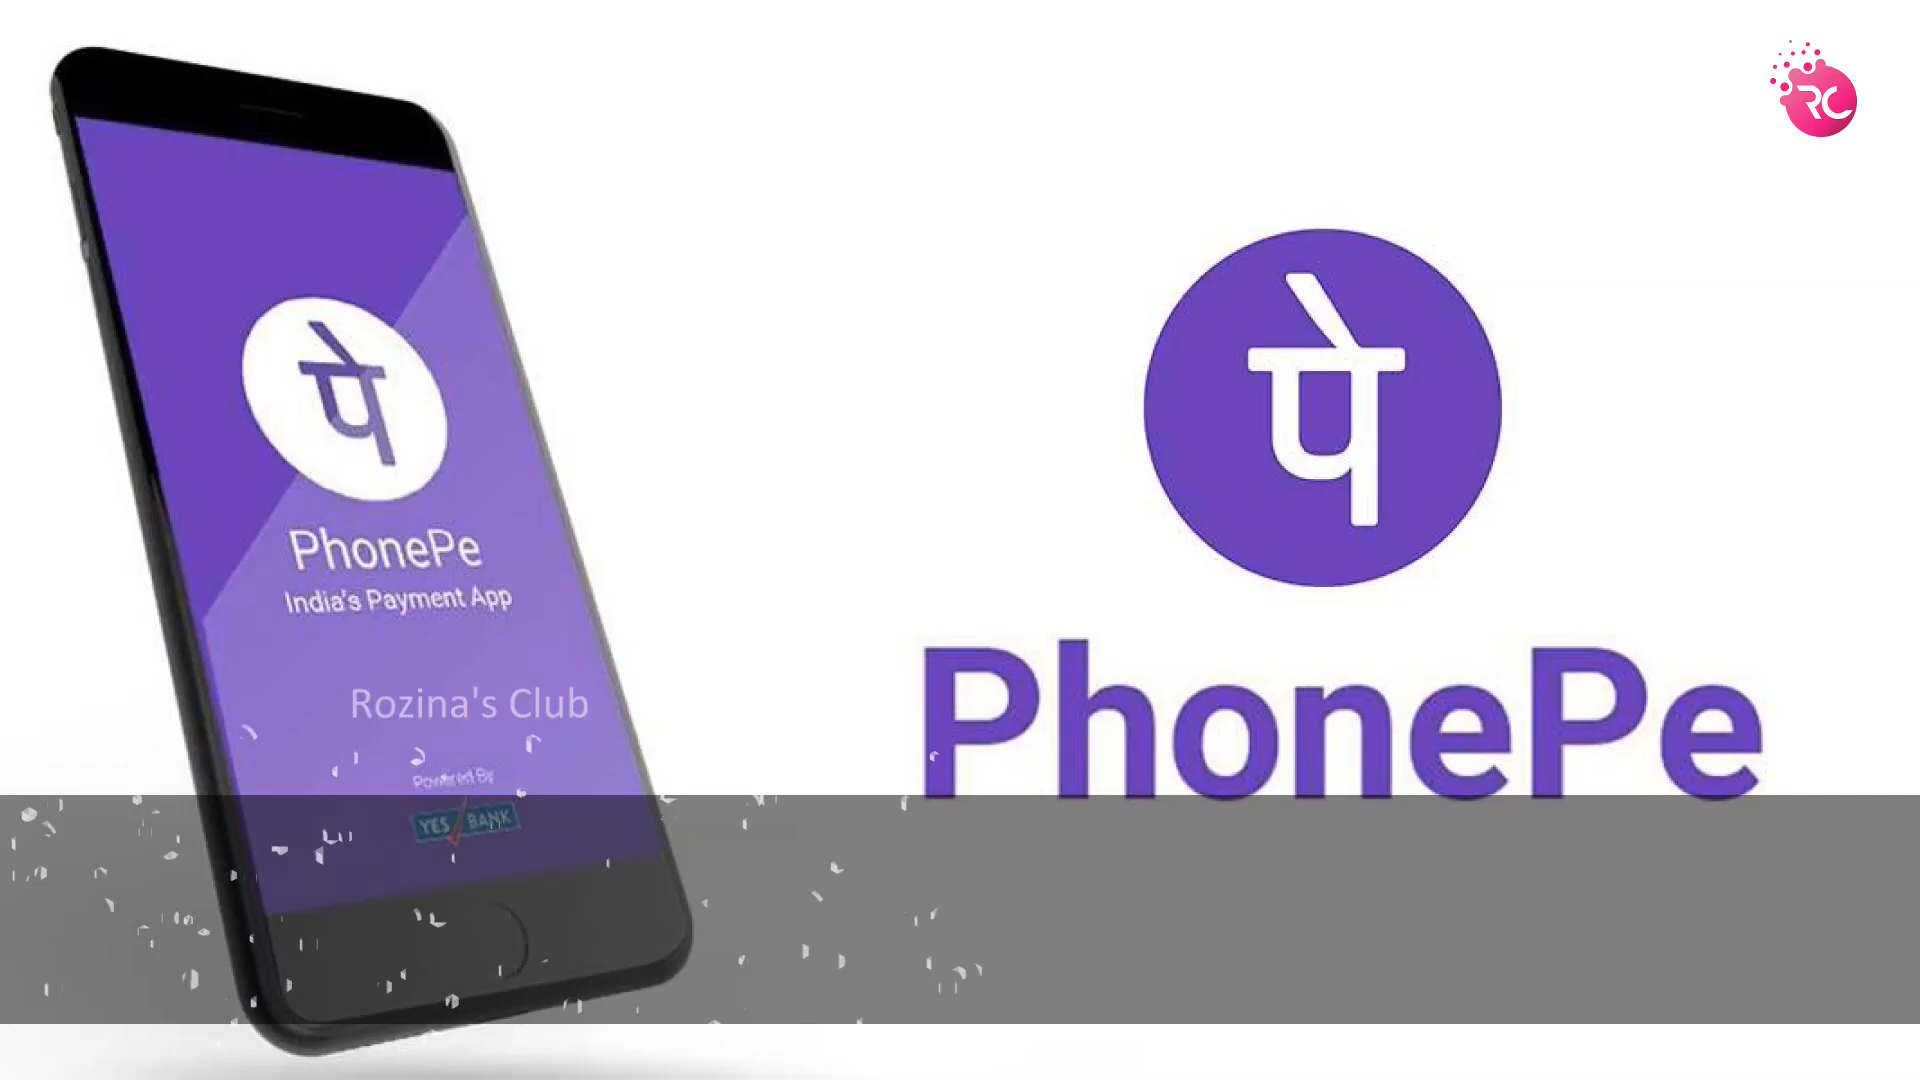 RC
पे
PhonePe
India's Payment App
Rozina's Club
Powered By
YES BANK
पे
PhonePe